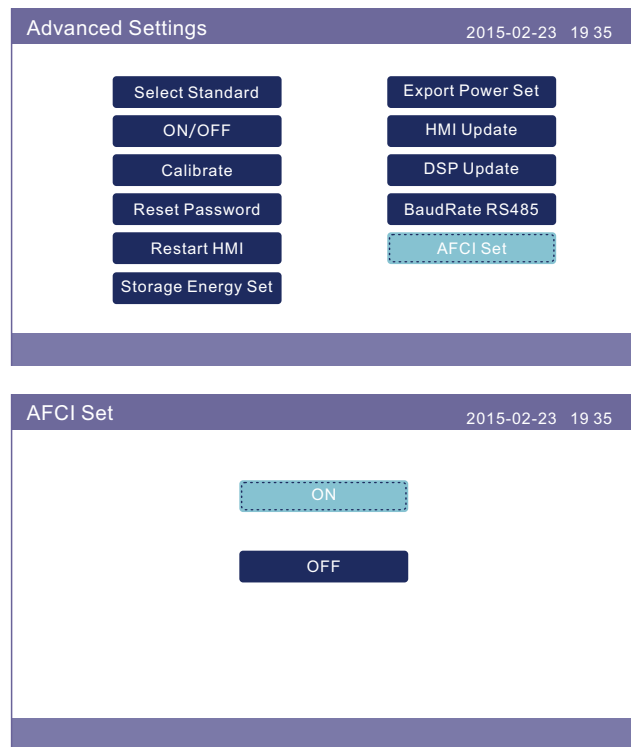 Advanced Settings 2015-02-23 19 35
Select Standard
ON/OFF
Calibrate
Reset Password
Restart HMI
Storage Energy Set
Export Power Set
HMI Update
DSP Update
BaudRate RS485
AFCI Set
AFCI Set 2015-02-23 19 35
ON
OFF